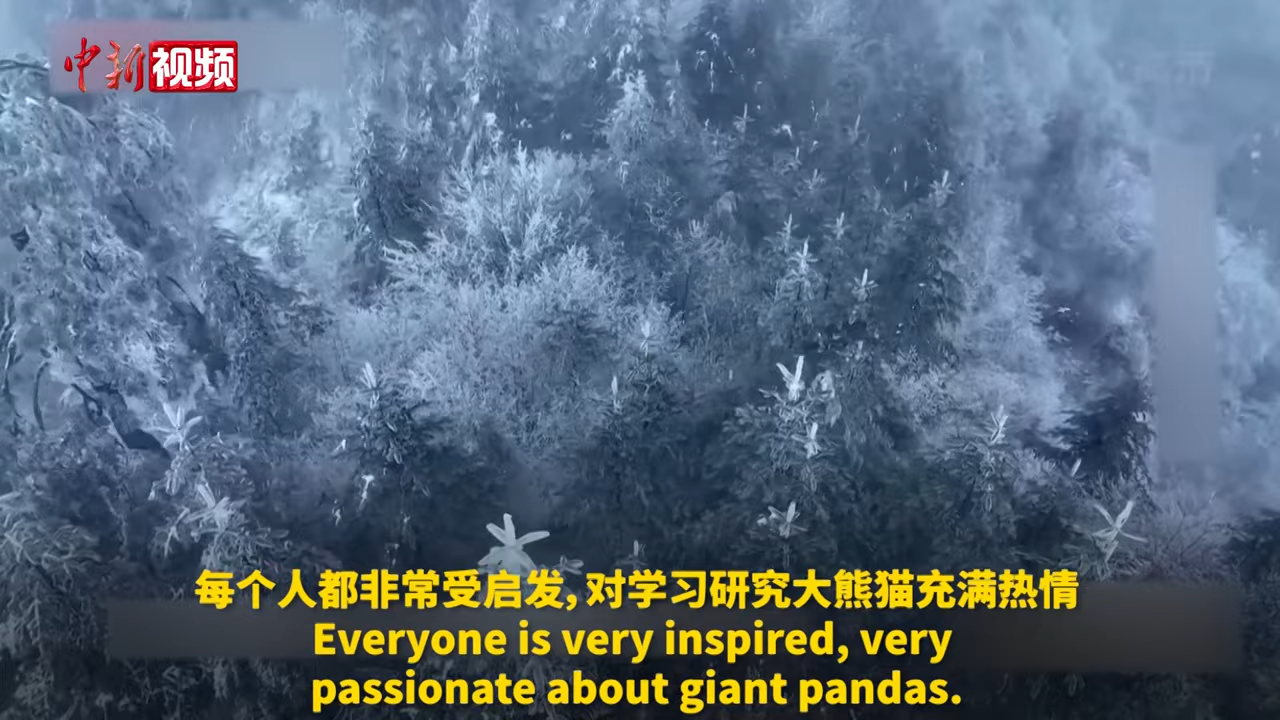 中新视频
每个人都非常受启发，对学习研究大熊猫充满热情
Everyone is very inspired, very
passionate about giant pandas.